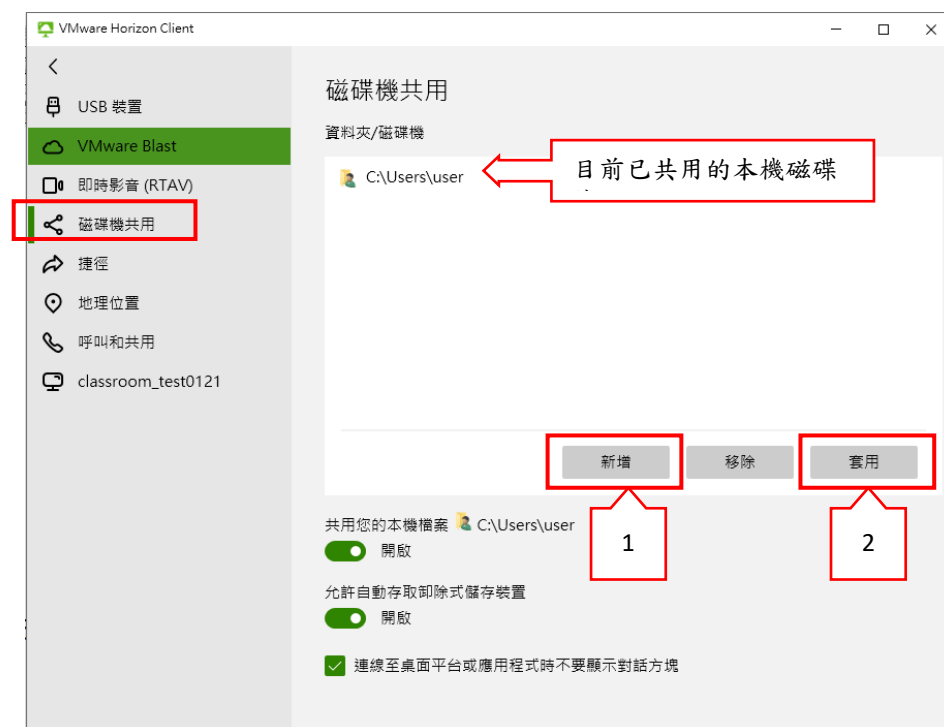 VMware Horizon Client
USB 裝置
VMware Blast
即時影音 (RTAV)
磁碟機共用
捷徑
地理位置
呼叫和共用
classroom_test0121
磁碟機共用
資料夾/磁碟機
C:\Users\user
目前已共用的本機磁碟
新增
移除
套用
1
2
共用您的本機檔案 C:\Users\user
開啟
允許自動存取卸除式儲存裝置
開啟
連線至桌面平台或應用程式時不要顯示對話方塊